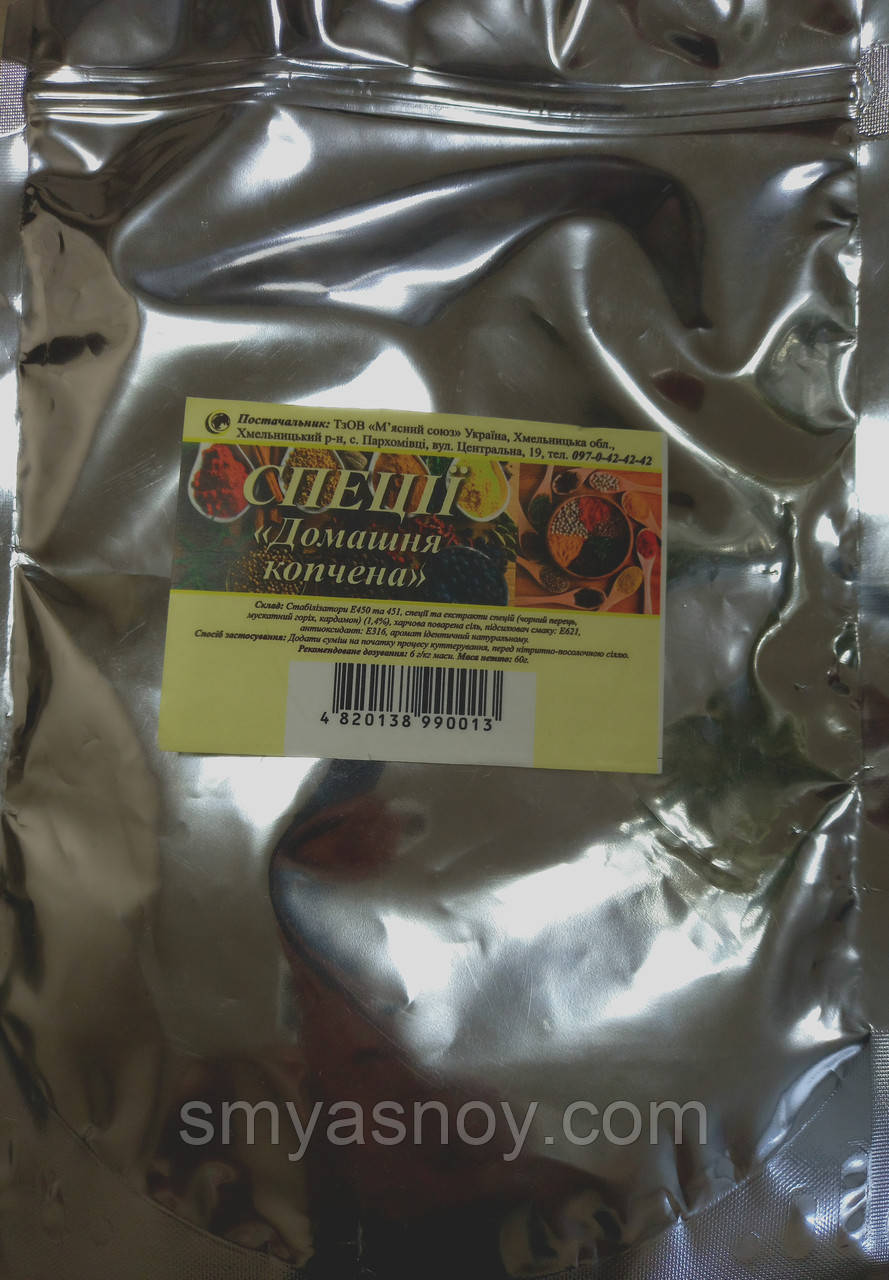 Постачальник: ТзОВ «М'ясний союз» Україна, Хмельницька обл.,
Хмельницький р-н, с. Пархомівці, вул. Центральна, 19, тел. 097-0-42-42-42
СПЕЦІЇ
«Домашня
копчена»
Склад: Стабілізатори Е450 та 451, спеції та екстракти спецій (чорний перець,
мускатний горіх, кардамон) (1,4%), харчова поварена сіль, підсилювач смаку: Е621,
антиоксидант: Е316, аромат ідентичний натуральному.
Спосіб застосування: Додати суміш на початку процесу куттерування, перед нітритно-посолочною сіллю.
Рекомендоване дозування: 6 г/кг маси. Маса нетто: 60г.
4 820138 990013
smyasnoy.com